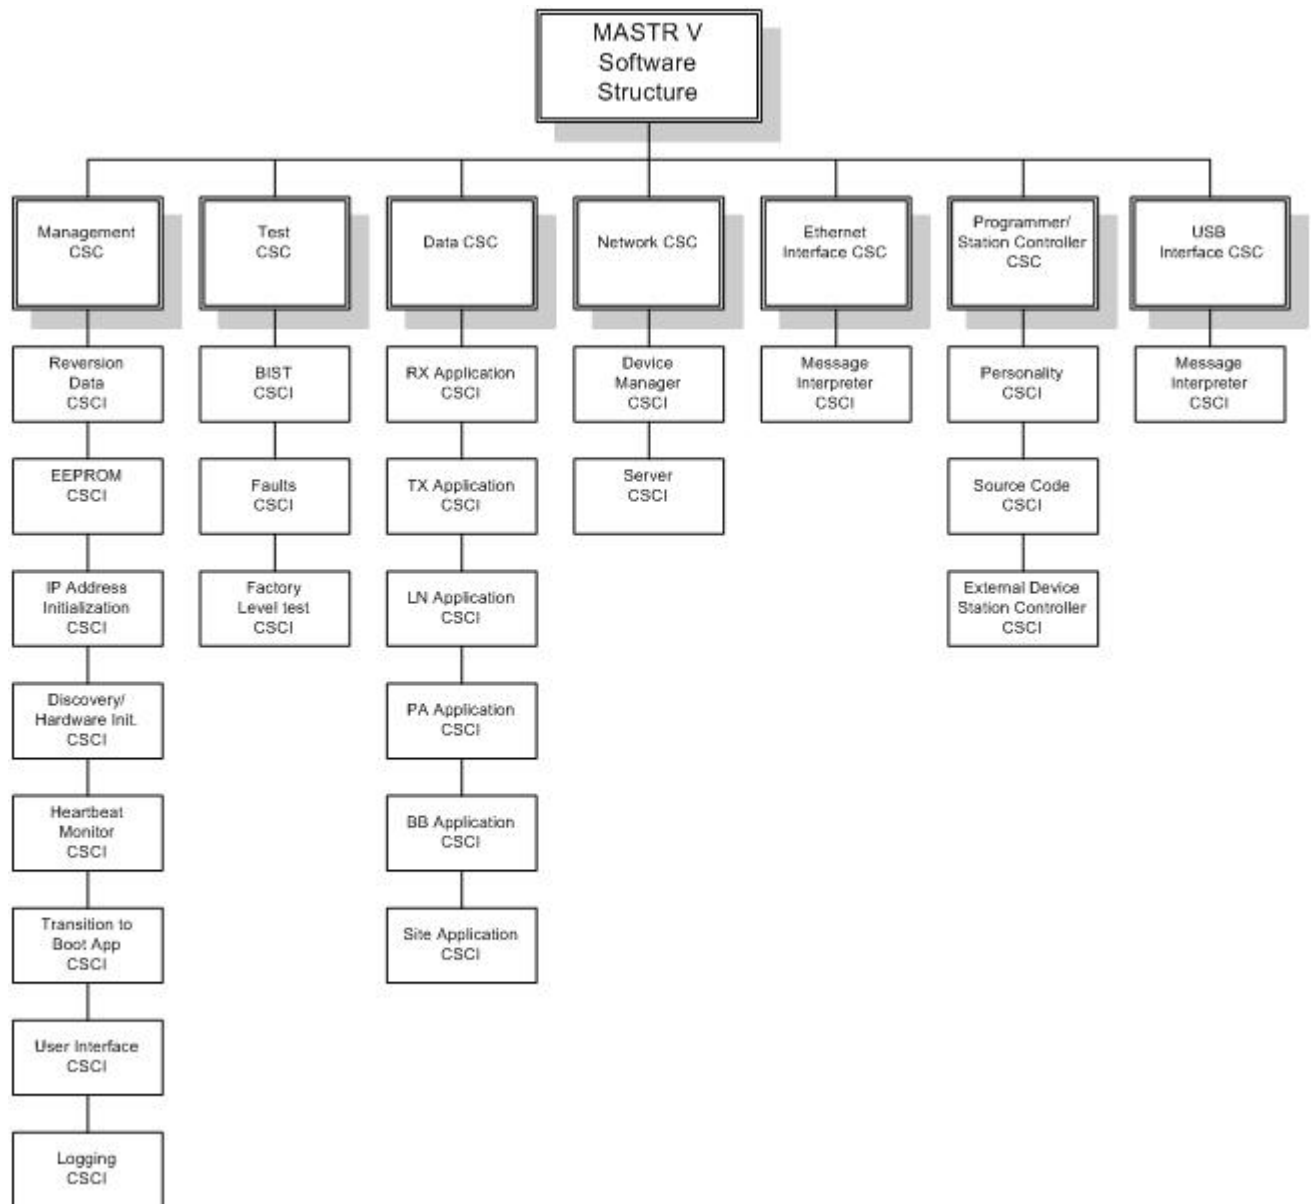 MASTR V
Software
Structure
Management
CSC
Test
CSC
Data CSC
Network CSC
Ethernet
Interface CSC
Programmer/
Station Controller
CSC
USB
Interface CSC
Reversion
Data
CSCI
EEPROM
CSCI
IP Address
Initialization
CSCI
Discovery/
Hardware Init.
CSCI
Heartbeat
Monitor
CSCI
Transition to
Boot App
CSCI
User Interface
CSCI
Logging
CSCI
BIST
CSCI
Faults
CSCI
Factory
Level test
CSCI
RX Application
CSCI
TX Application
CSCI
LN Application
CSCI
PA Application
CSCI
BB Application
CSCI
Site Application
CSCI
Device
Manager
CSCI
Server
CSCI
Message
Interpreter
CSCI
Personality
CSCI
Source Code
CSCI
External Device
Station Controller
CSCI
Message
Interpreter
CSCI